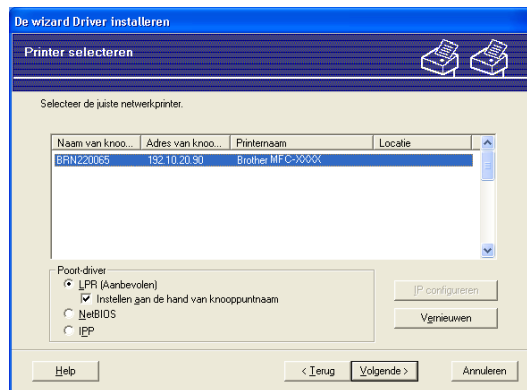 De wizard Driver installeren
Printer selecteren
Selecteer de juiste netwerkprinter.
Naam van knoo... Adres van knoo... Printernaam Locatie
BRN220065 192.10.20.90 Brother MFC-XXXX
Poort-driver
LPR (Aanbevolen)
Instellen aan de hand van knooppuntnaam
NetBIOS
IPP
IP configureren
Vernieuwen
Help < Terug Volgende > Annuleren